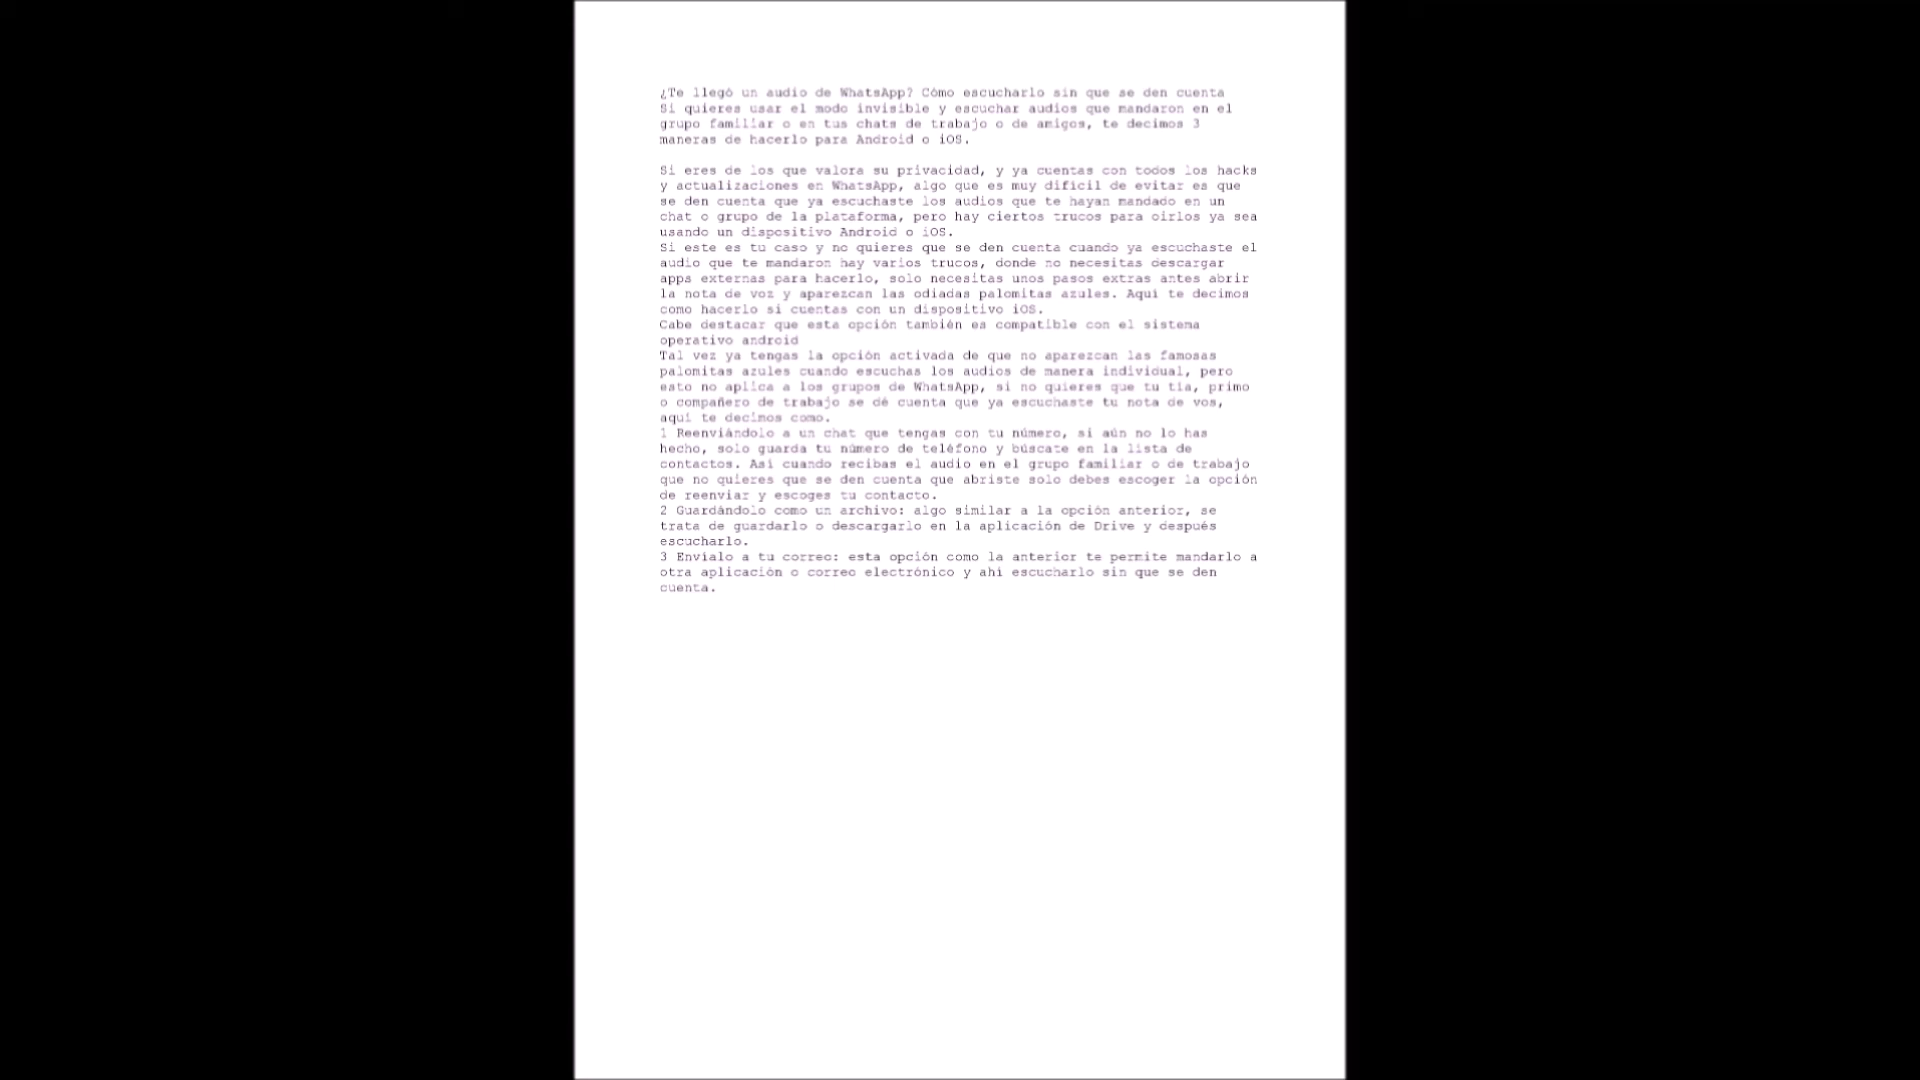 ¿Te llegó un audio de WhatsApp? Cómo escucharlo sin que se den cuenta
Si quieres usar el modo invisible y escuchar audios que mandaron en el
grupo familiar o en tus chats de trabajo o de amigos, te decimos 3
maneras de hacerlo para Android o iOS.
Si eres de los que valora su privacidad, y ya cuentas con todos los hacks
y actualizaciones en WhatsApp, algo que es muy difícil de evitar es que
se den cuenta que ya escuchaste los audios que te hayan mandado en un
chat o grupo de la plataforma, pero hay ciertos trucos para oírlos ya sea
usando un dispositivo Android o iOS.
Si este es tu caso y no quieres que se den cuenta cuando ya escuchaste el
audio que te mandaron hay varios trucos, donde no necesitas descargar
apps externas para hacerlo, solo necesitas unos pasos extras antes abrir
la nota de voz y aparezcan las odiadas palomitas azules. Aquí te decimos
como hacerlo si cuentas con un dispositivo iOS.
Cabe destacar que esta opción también es compatible con el sistema
operativo android
Tal vez ya tengas la opción activada de que no aparezcan las famosas
palomitas azules cuando escuchas los audios de manera individual, pero
esto no aplica a los grupos de WhatsApp, si no quieres que tu tía, primo
o compañero de trabajo se dé cuenta que ya escuchaste tu nota de vos,
aquí te decimos como.
1 Reenviándolo a un chat que tengas con tu número, si aún no lo has
hecho, solo guarda tu número de teléfono y búscate en la lista de
contactos. Así cuando recibas el audio en el grupo familiar o de trabajo
que no quieres que se den cuenta que abriste solo debes escoger la opción
de reenviar y escoges tu contacto.
2 Guardándolo como un archivo: algo similar a la opción anterior, se
trata de guardarlo o descargarlo en la aplicación de Drive y después
escucharlo.
3 Envíalo a tu correo: esta opción como la anterior te permite mandarlo a
otra aplicación o correo electrónico y ahí escucharlo sin que se den
cuenta.